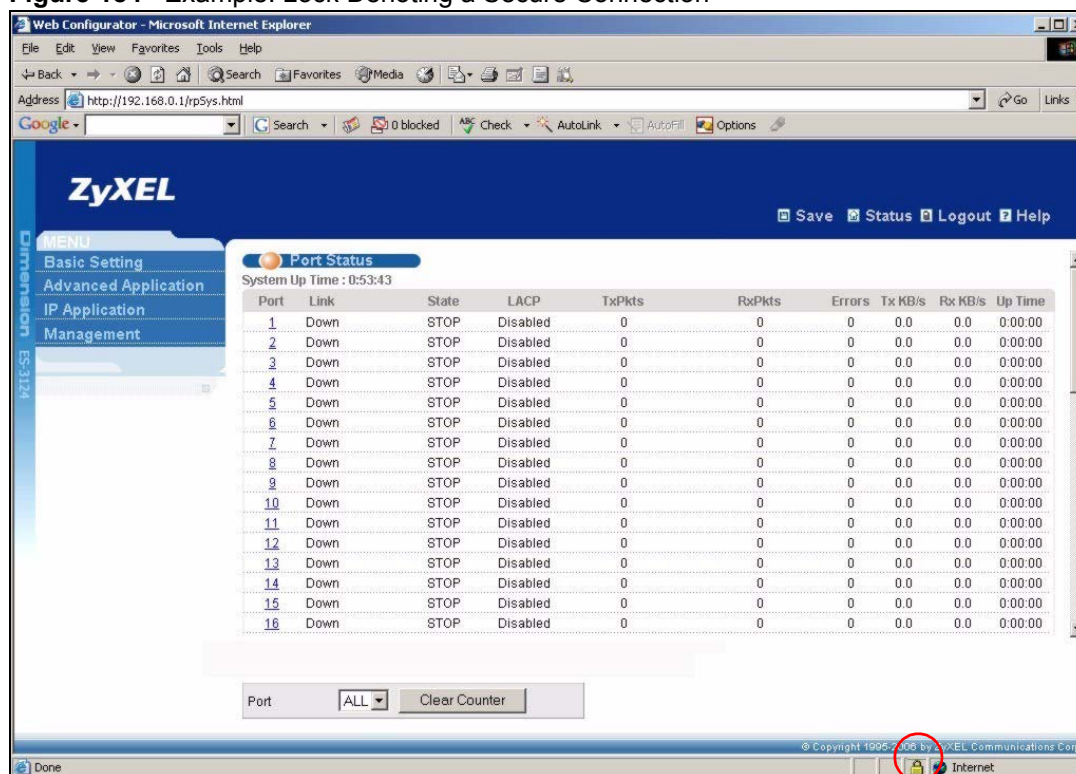 Web Configurator - Microsoft Internet Explorer
File Edit View Favorites Tools Help
Back Search Favorites Media
Address http://192.168.0.1/rpSys.html Go Links
Google Search 0 blocked ABC Check AutoLink AutoFill Options
ZyXEL
Save Status Logout Help
Dimension ES-3124
MENU
Basic Setting
Advanced Application
IP Application
Management
Port Status
System Up Time : 0:53:43
Port Link State LACP TxPkts RxPkts Errors Tx KB/s Rx KB/s Up Time
1 Down STOP Disabled 0 0 0 0.0 0.0 0:00:00
2 Down STOP Disabled 0 0 0 0.0 0.0 0:00:00
3 Down STOP Disabled 0 0 0 0.0 0.0 0:00:00
4 Down STOP Disabled 0 0 0 0.0 0.0 0:00:00
5 Down STOP Disabled 0 0 0 0.0 0.0 0:00:00
6 Down STOP Disabled 0 0 0 0.0 0.0 0:00:00
7 Down STOP Disabled 0 0 0 0.0 0.0 0:00:00
8 Down STOP Disabled 0 0 0 0.0 0.0 0:00:00
9 Down STOP Disabled 0 0 0 0.0 0.0 0:00:00
10 Down STOP Disabled 0 0 0 0.0 0.0 0:00:00
11 Down STOP Disabled 0 0 0 0.0 0.0 0:00:00
12 Down STOP Disabled 0 0 0 0.0 0.0 0:00:00
13 Down STOP Disabled 0 0 0 0.0 0.0 0:00:00
14 Down STOP Disabled 0 0 0 0.0 0.0 0:00:00
15 Down STOP Disabled 0 0 0 0.0 0.0 0:00:00
16 Down STOP Disabled 0 0 0 0.0 0.0 0:00:00
Port ALL Clear Counter
© Copyright 1995-2006 by ZyXEL Communications Cor
Done Internet